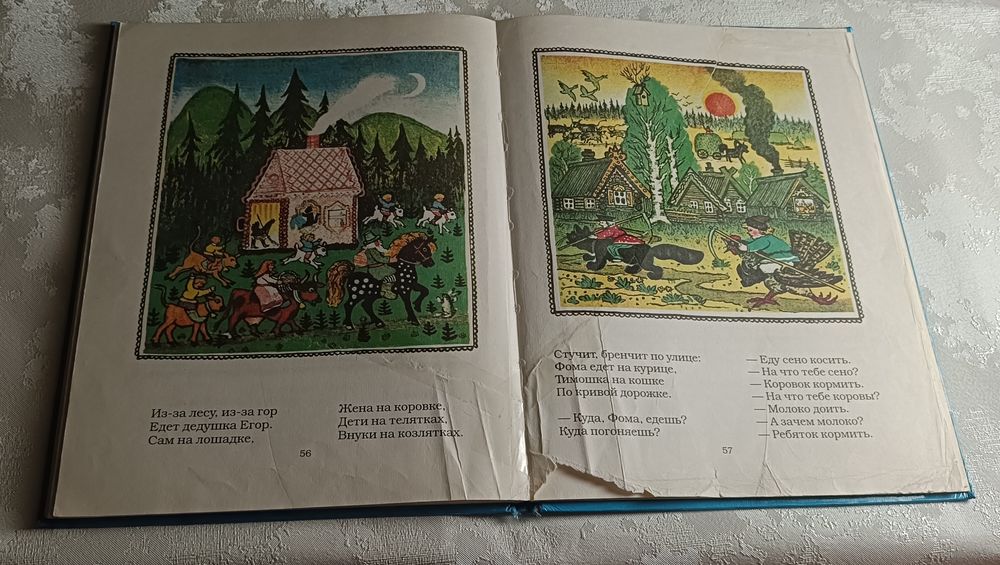 Из-за лесу, из-за гор
Едет дедушка Егор.
Сам на лошадке,
Жена на коровке,
Дети на телятках,
Внуки на козлятках.
56
Стучит, бренчит по улице:
Фома едет на курице,
Тимошка на кошке
По кривой дорожке.
— Куда, Фома, едешь?
Куда погоняешь?
— Еду сено косить.
— На что тебе сено?
— Коровок кормить.
— На что тебе коровы?
— Молоко доить.
— А зачем молоко?
— Ребяток кормить.
57